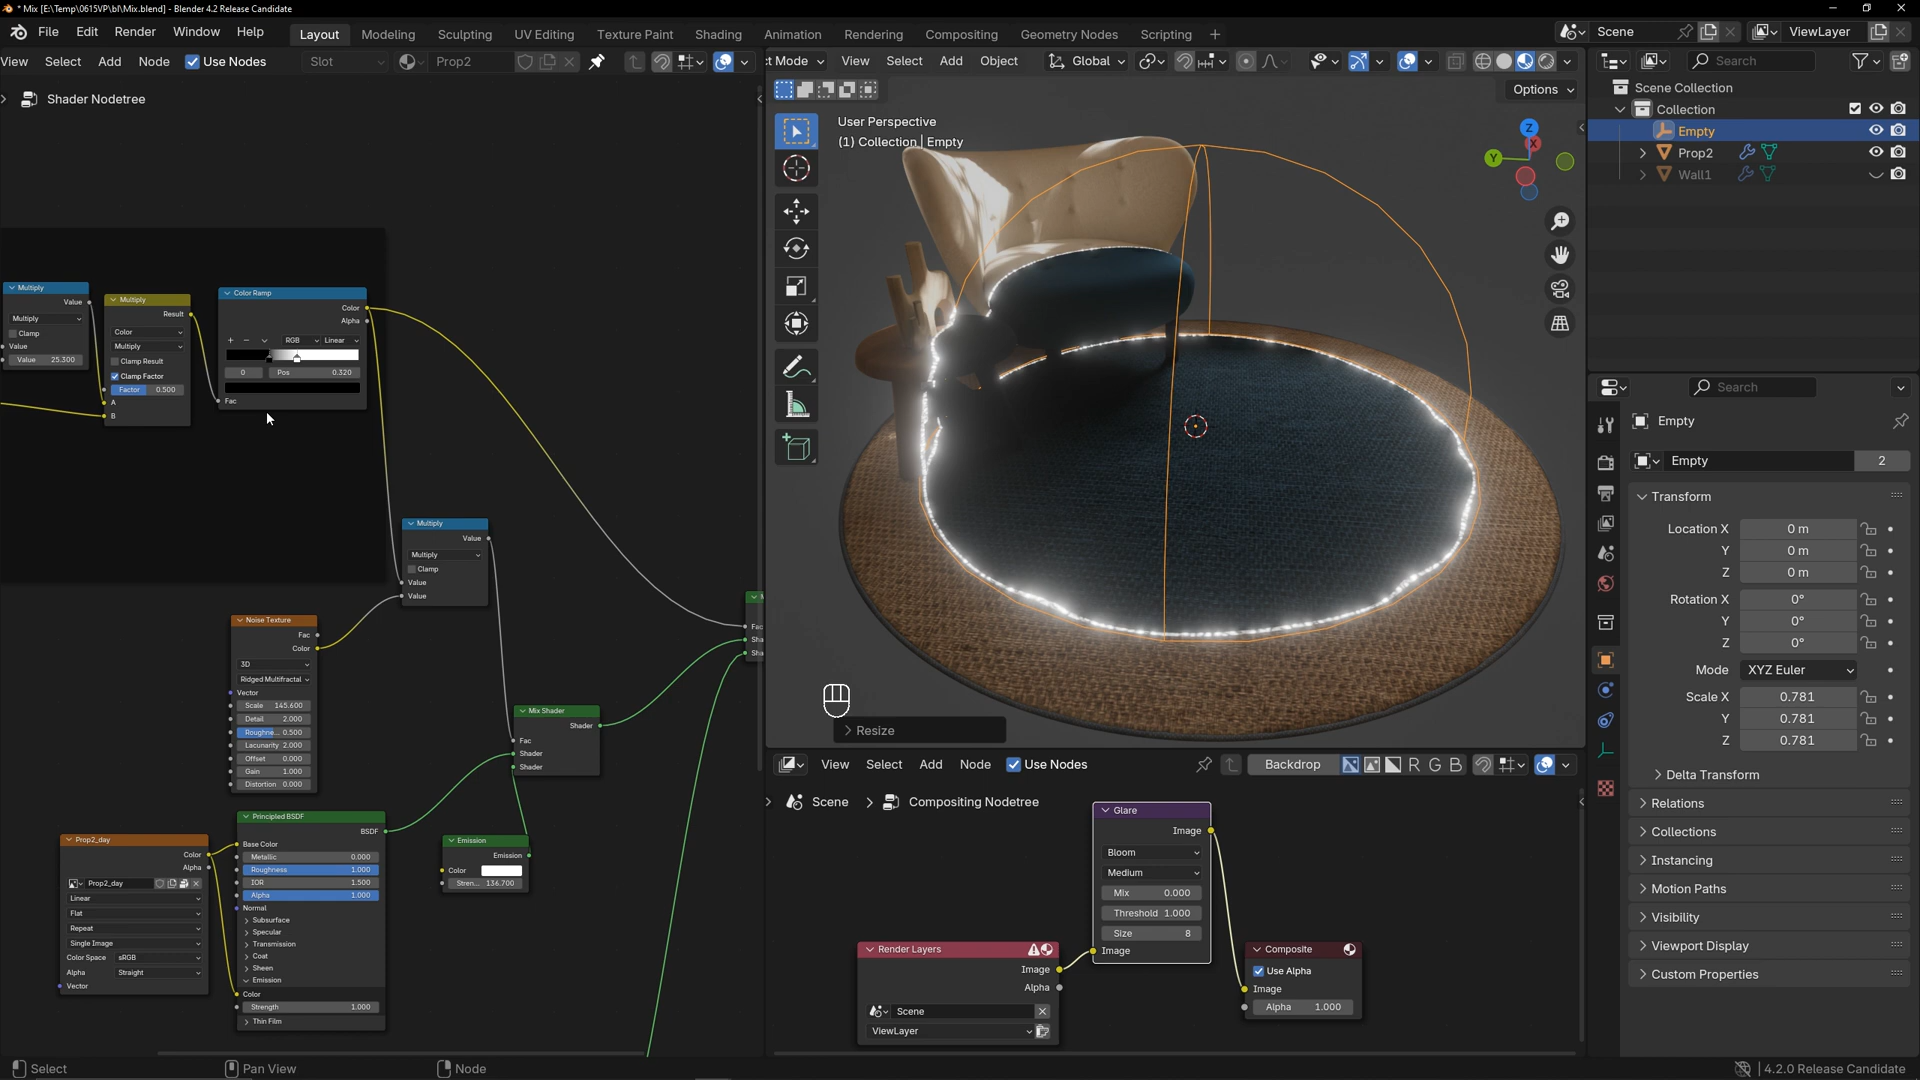 * Mix [E:\Temp\0615VP\bl\Mix.blend] - Blender 4.2 Release Candidate
File Edit Render Window Help
Layout Modeling Sculpting UV Editing Texture Paint Shading Animation Rendering Compositing Geometry Nodes Scripting +
Scene
ViewLayer
View Select Add Node Use Nodes
Slot
Prop2
Shader Nodetree
Multiply
Value
Multiply
Clamp
Value
Value 25.300
Multiply
Result
Color
Multiply
Clamp Result
Clamp Factor
Factor 0.500
A
B
Color Ramp
Color
Alpha
RGB Linear
0 Pos 0.320
Fac
Multiply
Value
Multiply
Clamp
Value
Value
Noise Texture
Fac
Color
3D
Ridged Multifractal
Vector
Scale 145.600
Detail 2.000
Roughne... 0.500
Lacunarity 2.000
Offset 0.000
Gain 1.000
Distortion 0.000
Mix Shader
Shader
Fac
Shader
Shader
M
Fac
Sha
Sha
Prop2_day
Color
Alpha
Prop2_day
Linear
Flat
Repeat
Single Image
Color Space sRGB
Alpha Straight
Vector
Principled BSDF
BSDF
Base Color
Metallic 0.000
Roughness 1.000
IOR 1.500
Alpha 1.000
Normal
Subsurface
Specular
Transmission
Coat
Sheen
Emission
Color
Strength 1.000
Thin Film
Emission
Emission
Color
Stren... 136.700
t Mode View Select Add Object
Global
Options
User Perspective
(1) Collection | Empty
Z
X
Y
Resize
View Select Add Node Use Nodes
Backdrop
R G B
Scene > Compositing Nodetree
Glare
Image
Bloom
Medium
Mix 0.000
Threshold 1.000
Size 8
Image
Render Layers
Image
Alpha
Scene
ViewLayer
Composite
Use Alpha
Image
Alpha 1.000
Search
Scene Collection
Collection
Empty
Prop2
Wall1
Search
Empty
Empty 2
Transform
Location X 0 m
Y 0 m
Z 0 m
Rotation X 0°
Y 0°
Z 0°
Mode XYZ Euler
Scale X 0.781
Y 0.781
Z 0.781
Delta Transform
Relations
Collections
Instancing
Motion Paths
Visibility
Viewport Display
Custom Properties
Select
Pan View
Node
4.2.0 Release Candidate